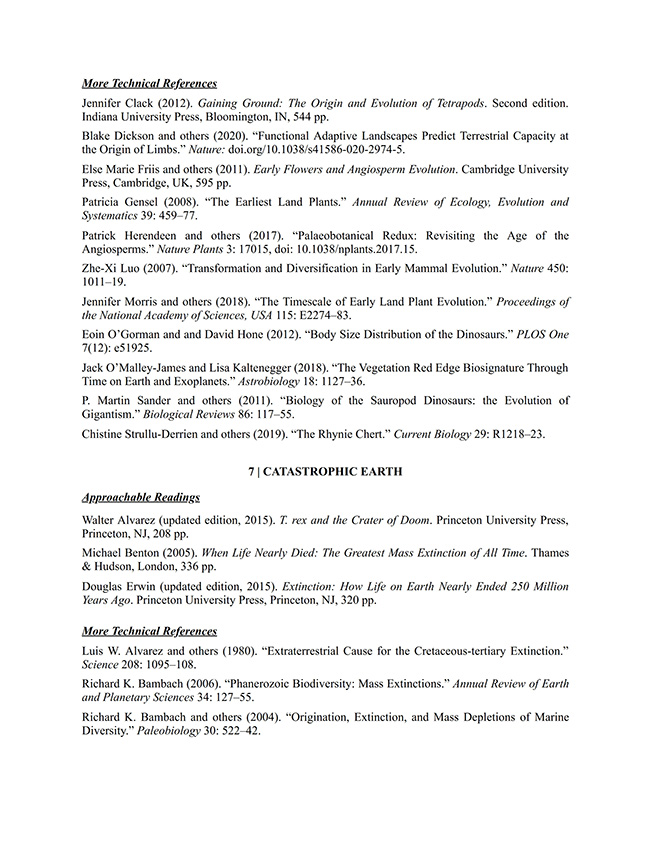 More Technical References
Jennifer Clack (2012). Gaining Ground: The Origin and Evolution of Tetrapods. Second edition.
Indiana University Press, Bloomington, IN, 544 pp.
Blake Dickson and others (2020). “Functional Adaptive Landscapes Predict Terrestrial Capacity at
the Origin of Limbs.” Nature: doi.org/10.1038/s41586-020-2974-5.
Else Marie Friis and others (2011). Early Flowers and Angiosperm Evolution. Cambridge University
Press, Cambridge, UK, 595 pp.
Patricia Gensel (2008). “The Earliest Land Plants.” Annual Review of Ecology, Evolution and
Systematics 39: 459–77.
Patrick Herendeen and others (2017). “Palaeobotanical Redux: Revisiting the Age of the
Angiosperms.” Nature Plants 3: 17015, doi: 10.1038/nplants.2017.15.
Zhe-Xi Luo (2007). “Transformation and Diversification in Early Mammal Evolution.” Nature 450:
1011–19.
Jennifer Morris and others (2018). “The Timescale of Early Land Plant Evolution.” Proceedings of
the National Academy of Sciences, USA 115: E2274–83.
Eoin O’Gorman and and David Hone (2012). “Body Size Distribution of the Dinosaurs.” PLOS One
7(12): e51925.
Jack O’Malley-James and Lisa Kaltenegger (2018). “The Vegetation Red Edge Biosignature Through
Time on Earth and Exoplanets.” Astrobiology 18: 1127–36.
P. Martin Sander and others (2011). “Biology of the Sauropod Dinosaurs: the Evolution of
Gigantism.” Biological Reviews 86: 117–55.
Chistine Strullu-Derrien and others (2019). “The Rhynie Chert.” Current Biology 29: R1218–23.
7 | CATASTROPHIC EARTH
Approachable Readings
Walter Alvarez (updated edition, 2015). T. rex and the Crater of Doom. Princeton University Press,
Princeton, NJ, 208 pp.
Michael Benton (2005). When Life Nearly Died: The Greatest Mass Extinction of All Time. Thames
& Hudson, London, 336 pp.
Douglas Erwin (updated edition, 2015). Extinction: How Life on Earth Nearly Ended 250 Million
Years Ago. Princeton University Press, Princeton, NJ, 320 pp.
More Technical References
Luis W. Alvarez and others (1980). “Extraterrestrial Cause for the Cretaceous-tertiary Extinction.”
Science 208: 1095–108.
Richard K. Bambach (2006). “Phanerozoic Biodiversity: Mass Extinctions.” Annual Review of Earth
and Planetary Sciences 34: 127–55.
Richard K. Bambach and others (2004). “Origination, Extinction, and Mass Depletions of Marine
Diversity.” Paleobiology 30: 522–42.